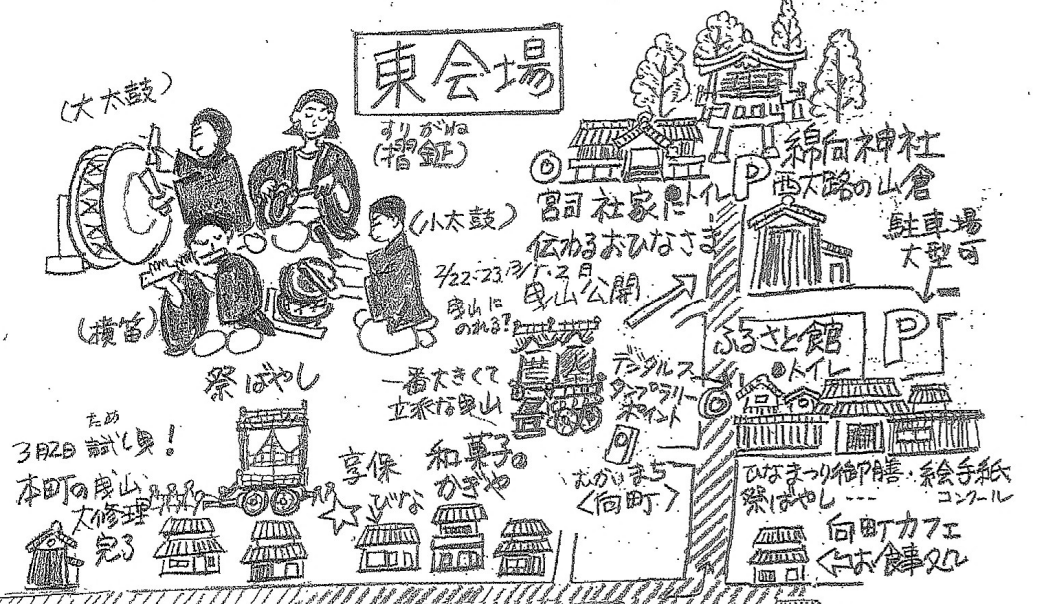 東会場
(大太鼓)
すりがね
(摺鉦)
(小太鼓)
(横笛)
祭ばやし
綿向神社
P
西大路の山倉
トイレ
宮司社家に
伝わるおひなさま
駐車場
大型可
2/22・23・3/1・2日
曳山公開
曳山に
のれる?
一番大きくて
立派な曳山
デジタルス
タンプラリー
ポイント
ふるさと館
トイレ
P
ため
3月2日 試し曳!
本町の曳山
大修理
完了
享保
びな
和菓子の
かぎや
むかいまち
〈向町〉
ひなまつり御膳・絵手紙
コンクール
祭ばやし ---
向町カフェ
←お食事